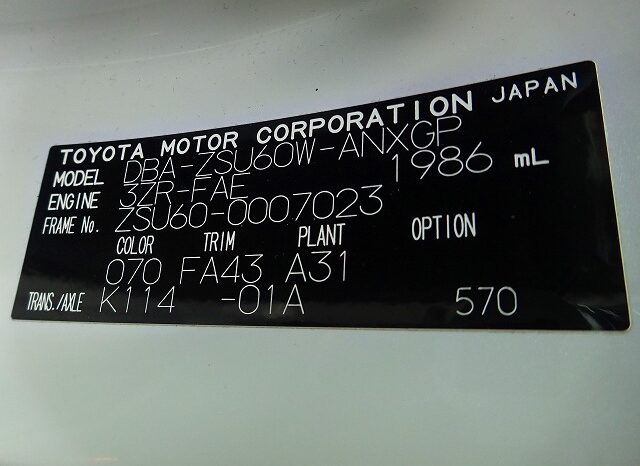 TOYOTA MOTOR CORPORATION JAPAN
MODEL DBA-ZSU60W-ANXGP
ENGINE 3ZR-FAE 1986 mL
FRAME No. ZSU60-0007023
COLOR TRIM PLANT OPTION
070 FA43 A31
TRANS./AXLE K114 -01A 570